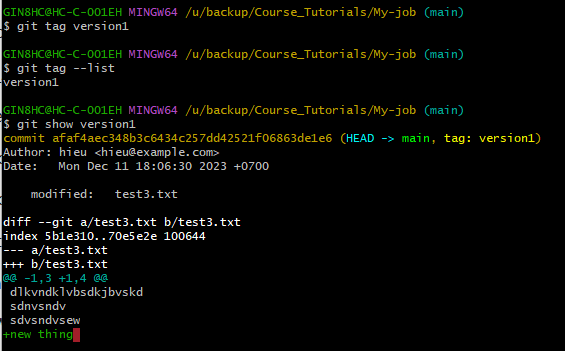 GIN8HC@HC-C-001EH MINGW64 /u/backup/Course_Tutorials/My-job (main)
$ git tag version1
GIN8HC@HC-C-001EH MINGW64 /u/backup/Course_Tutorials/My-job (main)
$ git tag --list
version1
GIN8HC@HC-C-001EH MINGW64 /u/backup/Course_Tutorials/My-job (main)
$ git show version1
commit afaf4aec348b3c6434c257dd42521f06863de1e6 (HEAD -> main, tag: version1)
Author: hieu <hieu@example.com>
Date:   Mon Dec 11 18:06:30 2023 +0700
    modified:   test3.txt
diff --git a/test3.txt b/test3.txt
index 5b1e310..70e5e2e 100644
--- a/test3.txt
+++ b/test3.txt
@@ -1,3 +1,4 @@
 dlkvndklvbsdkjbvskd
 sdnvsndv
 sdvsndvsew
+new thing